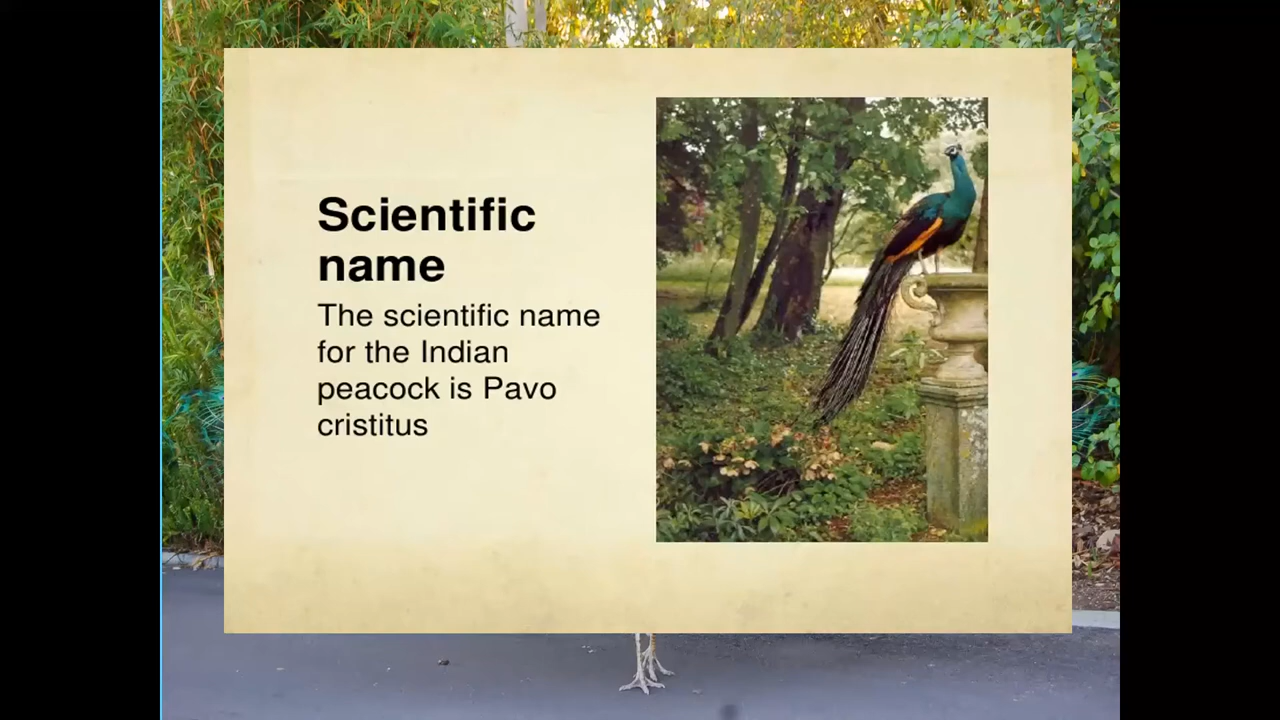 Scientific
name
The scientific name
for the Indian
peacock is Pavo
cristitus